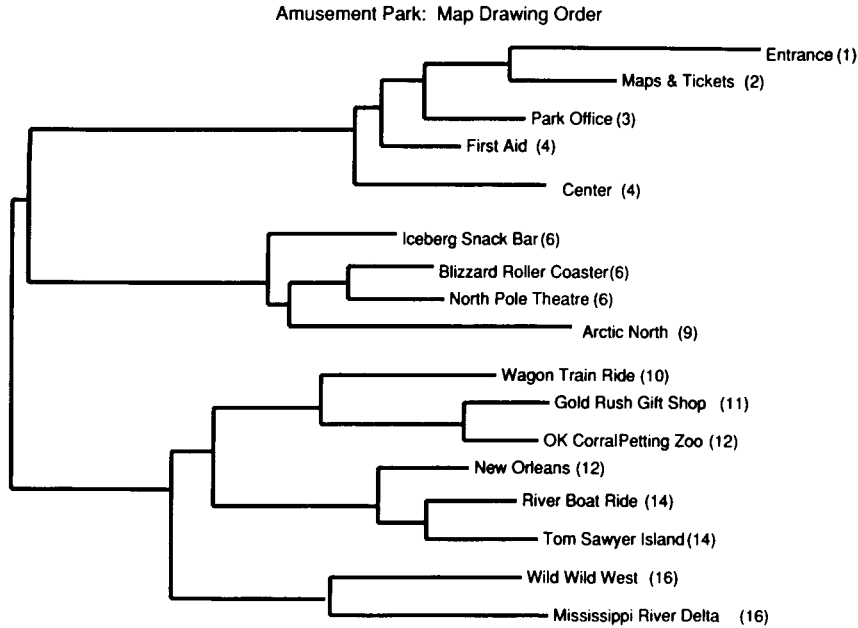 Amusement Park: Map Drawing Order
Entrance (1)
Maps & Tickets (2)
Park Office (3)
First Aid (4)
Center (4)
Iceberg Snack Bar (6)
Blizzard Roller Coaster (6)
North Pole Theatre (6)
Arctic North (9)
Wagon Train Ride (10)
Gold Rush Gift Shop (11)
OK CorralPetting Zoo (12)
New Orleans (12)
River Boat Ride (14)
Tom Sawyer Island (14)
Wild Wild West (16)
Mississippi River Delta (16)